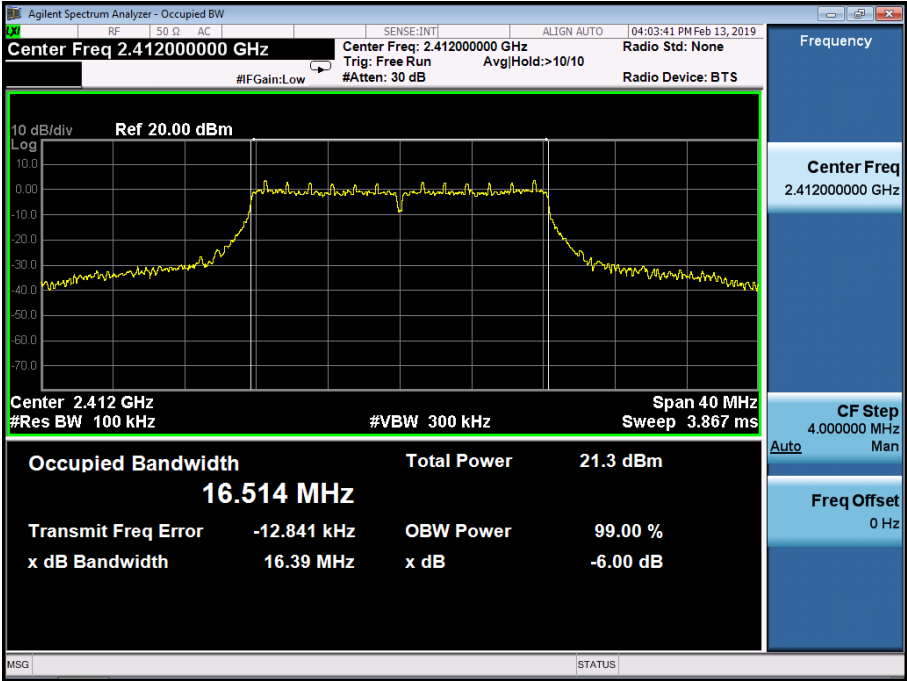 Agilent Spectrum Analyzer - Occupied BW
LXI RF 50 Ω AC SENSE:INT ALIGN AUTO 04:03:41 PM Feb 13, 2019
Center Freq 2.412000000 GHz
Center Freq: 2.412000000 GHz Radio Std: None
Trig: Free Run Avg|Hold:>10/10
#IFGain:Low #Atten: 30 dB Radio Device: BTS
Frequency
10 dB/div Ref 20.00 dBm
Log
10.0
0.00
-10.0
-20.0
-30.0
-40.0
-50.0
-60.0
-70.0
Center 2.412 GHz Span 40 MHz
#Res BW 100 kHz #VBW 300 kHz Sweep 3.867 ms
Center Freq
2.412000000 GHz
CF Step
4.000000 MHz
Auto Man
Freq Offset
0 Hz
Occupied Bandwidth Total Power 21.3 dBm
16.514 MHz
Transmit Freq Error -12.841 kHz OBW Power 99.00 %
x dB Bandwidth 16.39 MHz x dB -6.00 dB
MSG STATUS